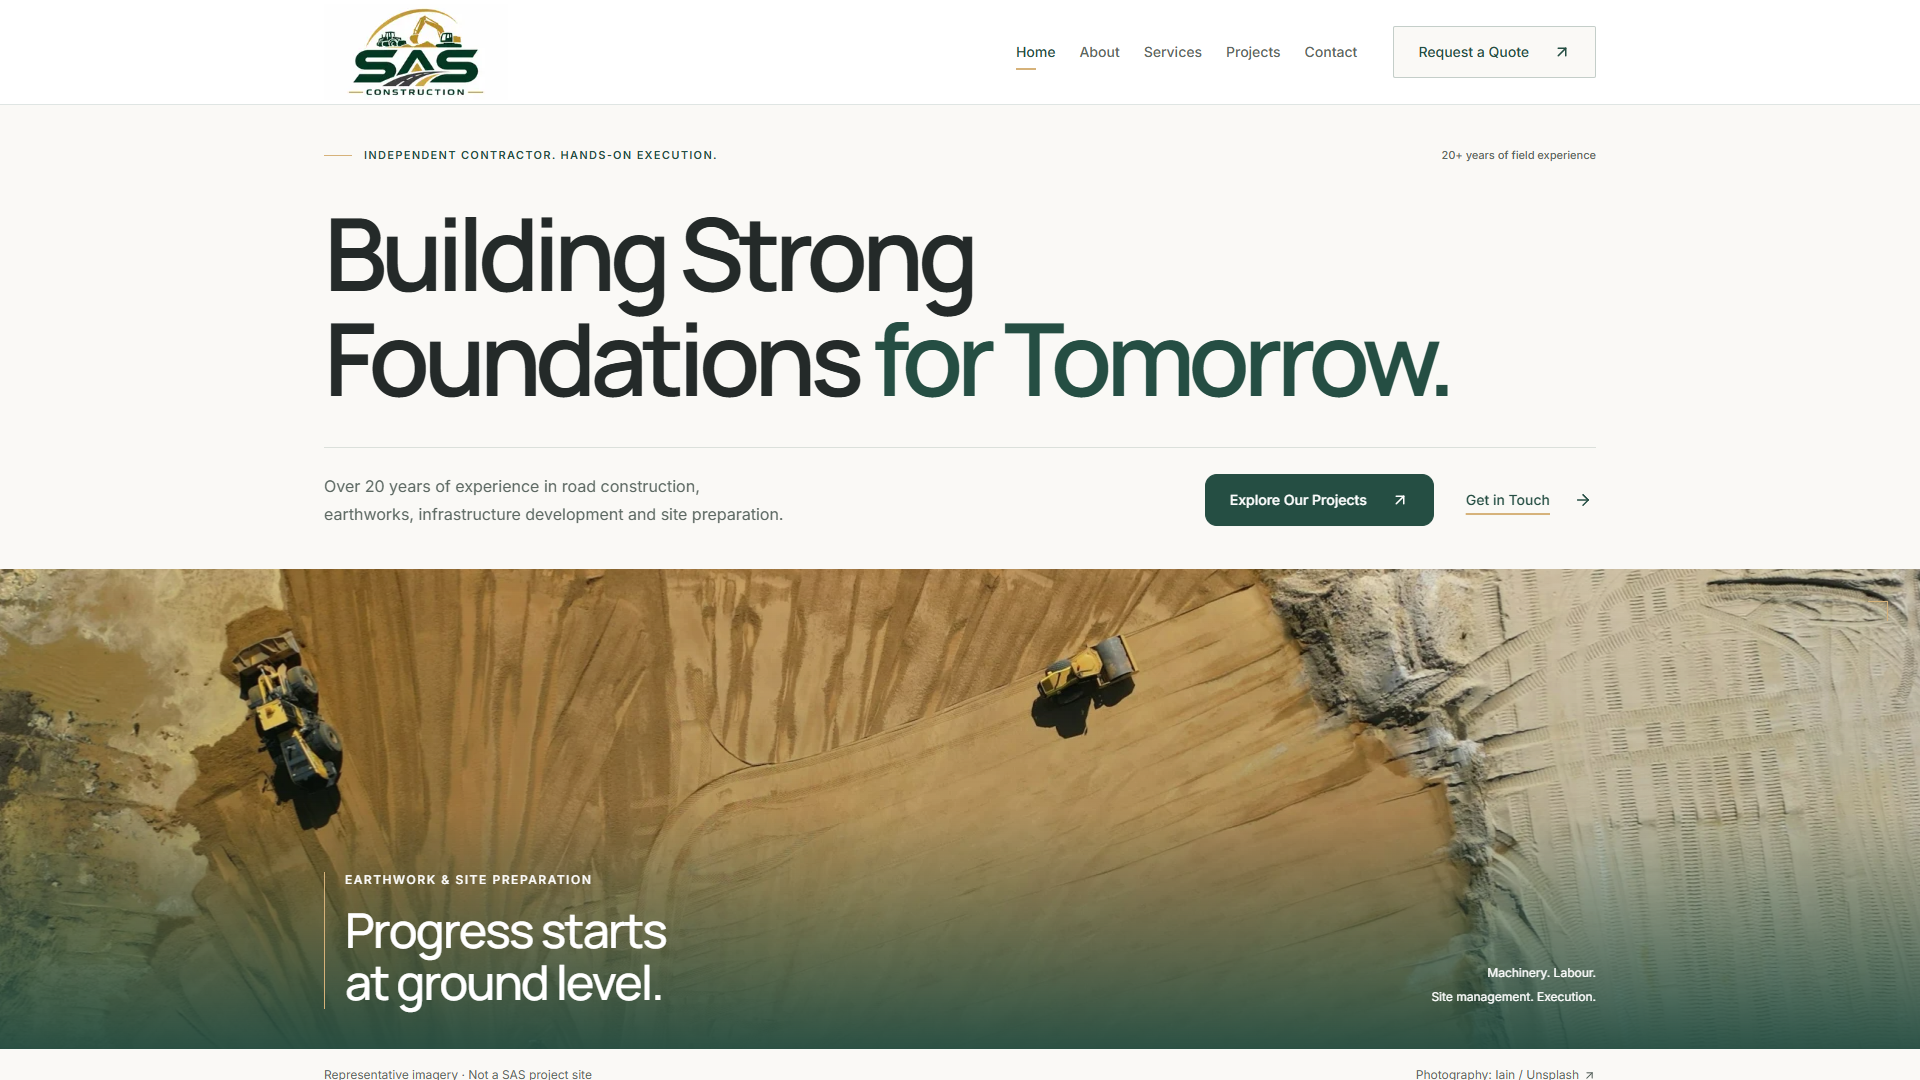 SAS
CONSTRUCTION
Home
About
Services
Projects
Contact
Request a Quote
INDEPENDENT CONTRACTOR. HANDS-ON EXECUTION.
20+ years of field experience
Building Strong
Foundations for Tomorrow.
Over 20 years of experience in road construction,
earthworks, infrastructure development and site preparation.
Explore Our Projects
Get in Touch
EARTHWORK & SITE PREPARATION
Progress starts
at ground level.
Machinery. Labour.
Site management. Execution.
Representative imagery · Not a SAS project site
Photography: Iain / Unsplash